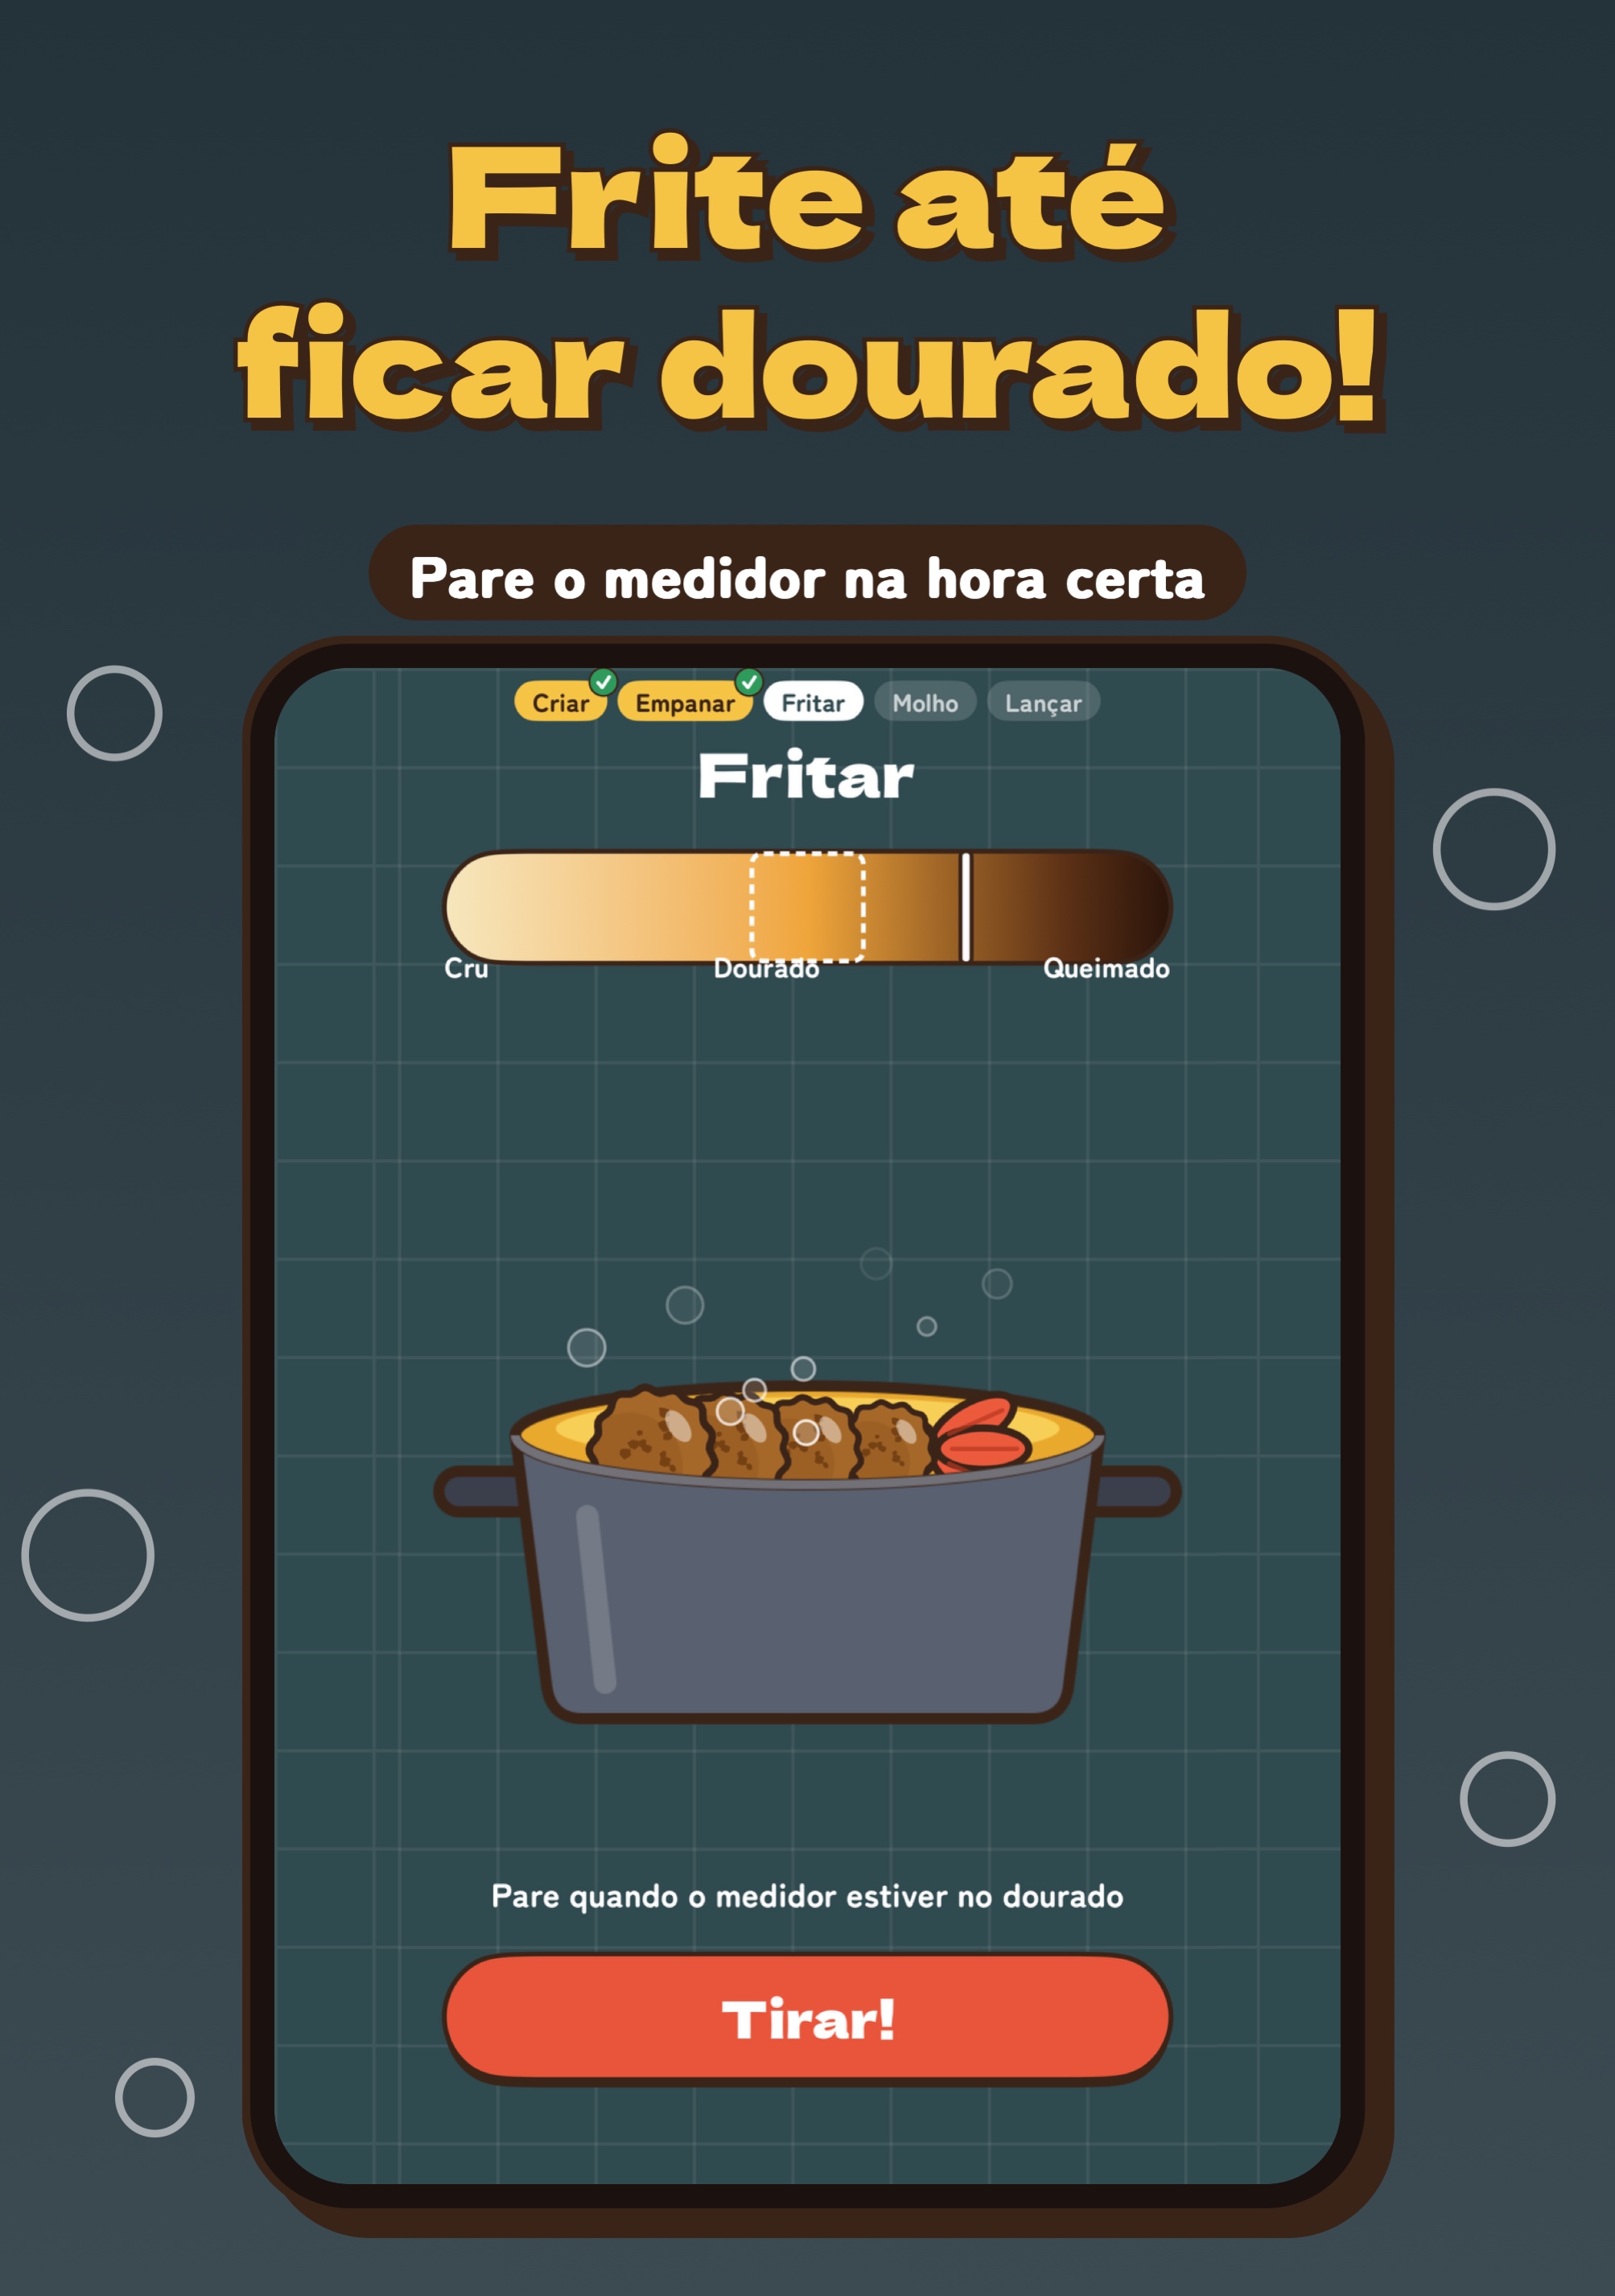 Frite até
ficar dourado!
Pare o medidor na hora certa
Criar Empanar Fritar Molho Lançar
Fritar
Cru Dourado Queimado
Pare quando o medidor estiver no dourado
Tirar!